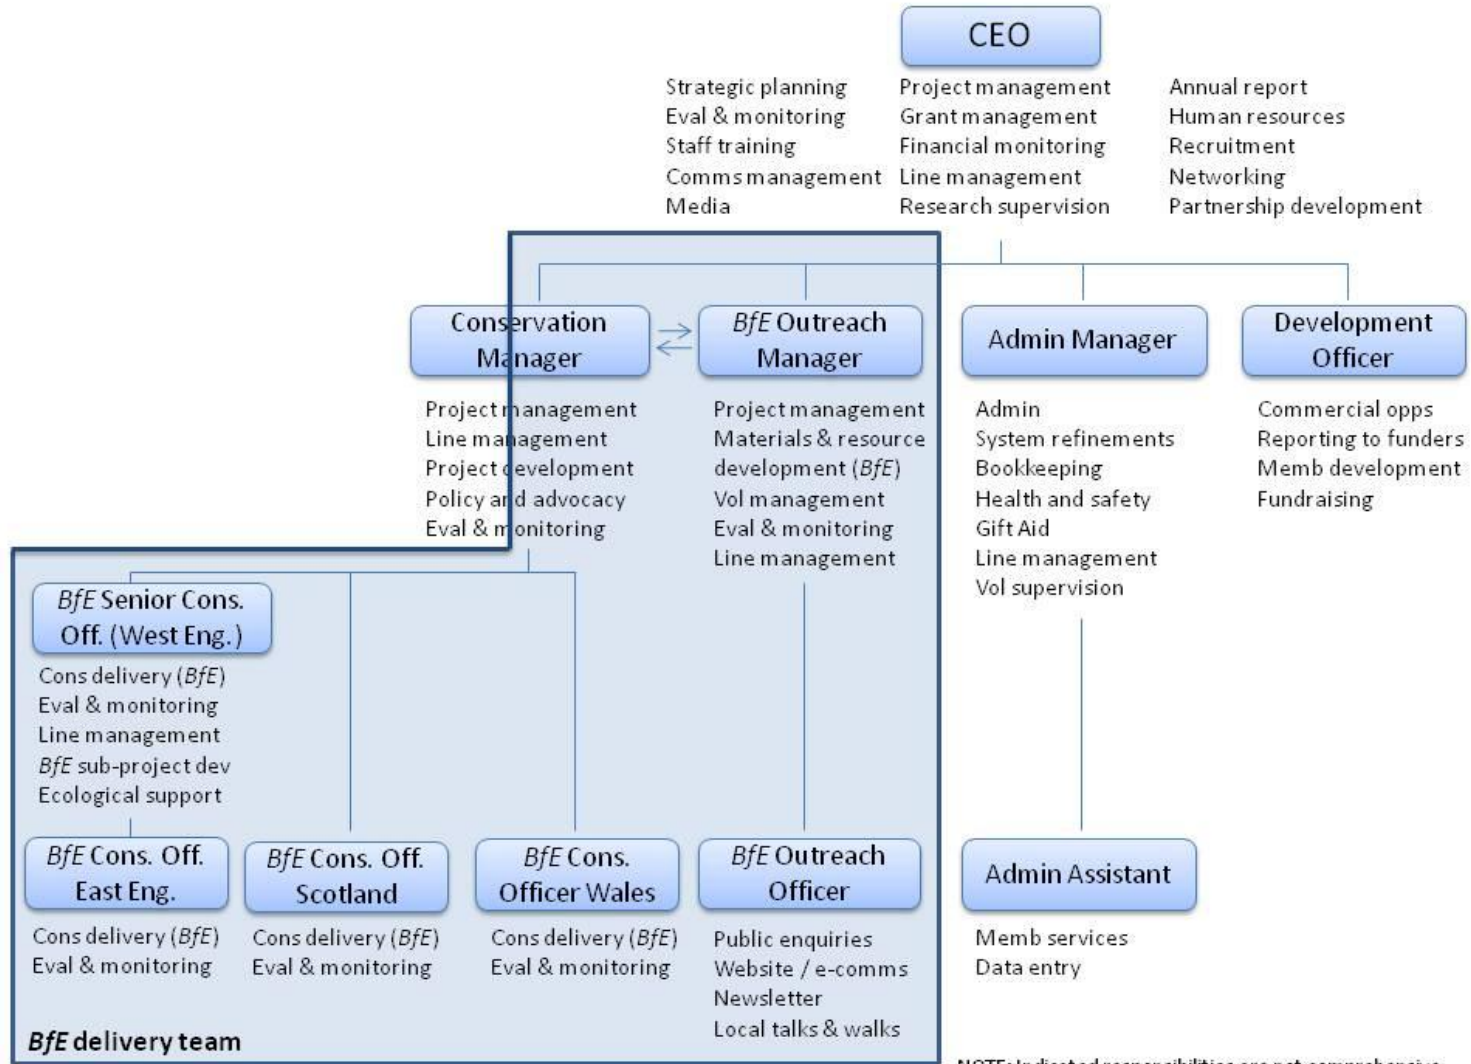 CEO
Strategic planning
Eval & monitoring
Staff training
Comms management
Media
Project management
Grant management
Financial monitoring
Line management
Research supervision
Annual report
Human resources
Recruitment
Networking
Partnership development
Conservation
Manager
Project management
Line management
Project development
Policy and advocacy
Eval & monitoring
BfE Outreach
Manager
Project management
Materials & resource
development (BfE)
Vol management
Eval & monitoring
Line management
Admin Manager
Admin
System refinements
Bookkeeping
Health and safety
Gift Aid
Line management
Vol supervision
Development
Officer
Commercial opps
Reporting to funders
Memb development
Fundraising
BfE Senior Cons.
Off. (West Eng.)
Cons delivery (BfE)
Eval & monitoring
Line management
BfE sub-project dev
Ecological support
BfE Cons. Off.
East Eng.
Cons delivery (BfE)
Eval & monitoring
BfE Cons. Off.
Scotland
Cons delivery (BfE)
Eval & monitoring
BfE Cons.
Officer Wales
Cons delivery (BfE)
Eval & monitoring
BfE Outreach
Officer
Public enquiries
Website / e-comms
Newsletter
Local talks & walks
Admin Assistant
Memb services
Data entry
BfE delivery team
NOTE: Indicated responsibilities are not comprehensive